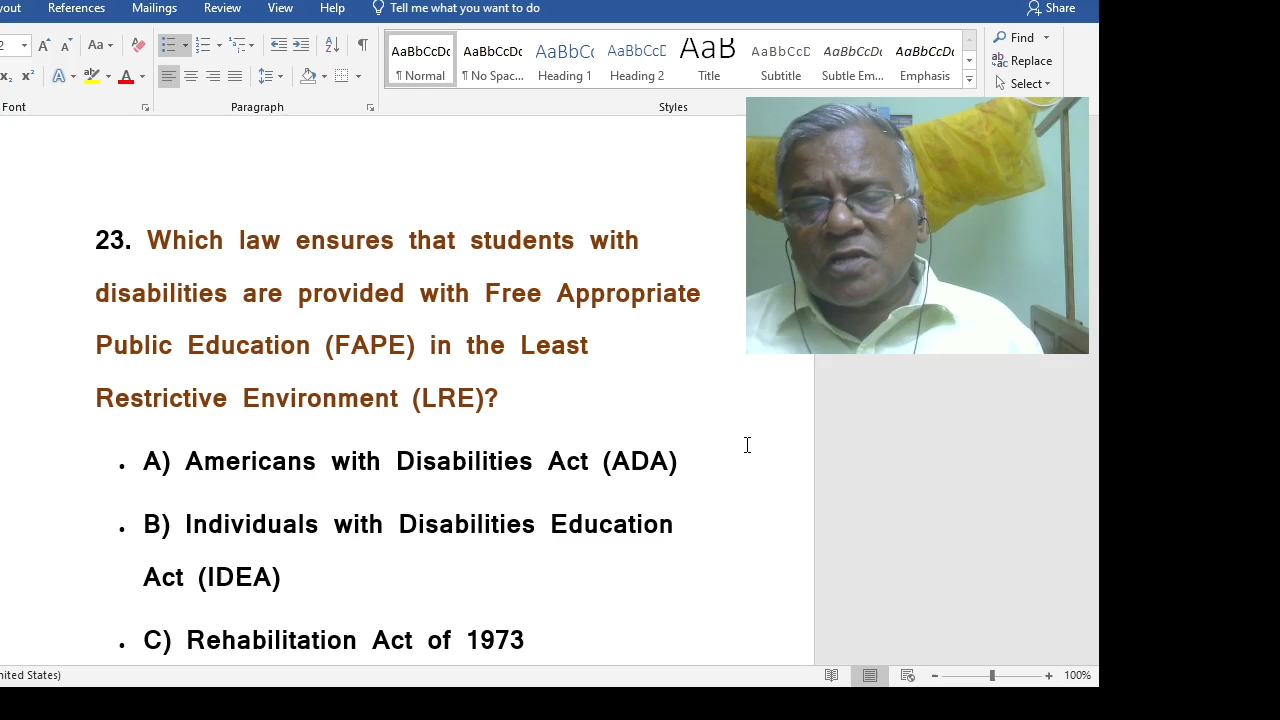 yout References Mailings Review View Help Tell me what you want to do Share
2 Aa AaBbCcDc AaBbCcDc AaBbCc AaBbCcD AaB AaBbCcD AaBbCcDc AaBbCcDc Find
¶ Normal ¶ No Spac... Heading 1 Heading 2 Title Subtitle Subtle Em... Emphasis Replace
Select
Font Paragraph Styles
23. Which law ensures that students with
disabilities are provided with Free Appropriate
Public Education (FAPE) in the Least
Restrictive Environment (LRE)?
• A) Americans with Disabilities Act (ADA)
• B) Individuals with Disabilities Education
Act (IDEA)
• C) Rehabilitation Act of 1973
nited States) 100%